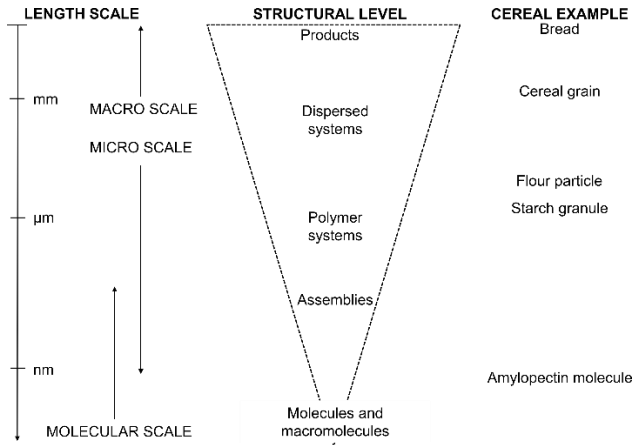 LENGTH SCALE
STRUCTURAL LEVEL
CEREAL EXAMPLE
Products
Bread
mm
Cereal grain
MACRO SCALE
Dispersed
systems
MICRO SCALE
Flour particle
Starch granule
µm
Polymer
systems
Assemblies
nm
Amylopectin molecule
Molecules and
macromolecules
MOLECULAR SCALE